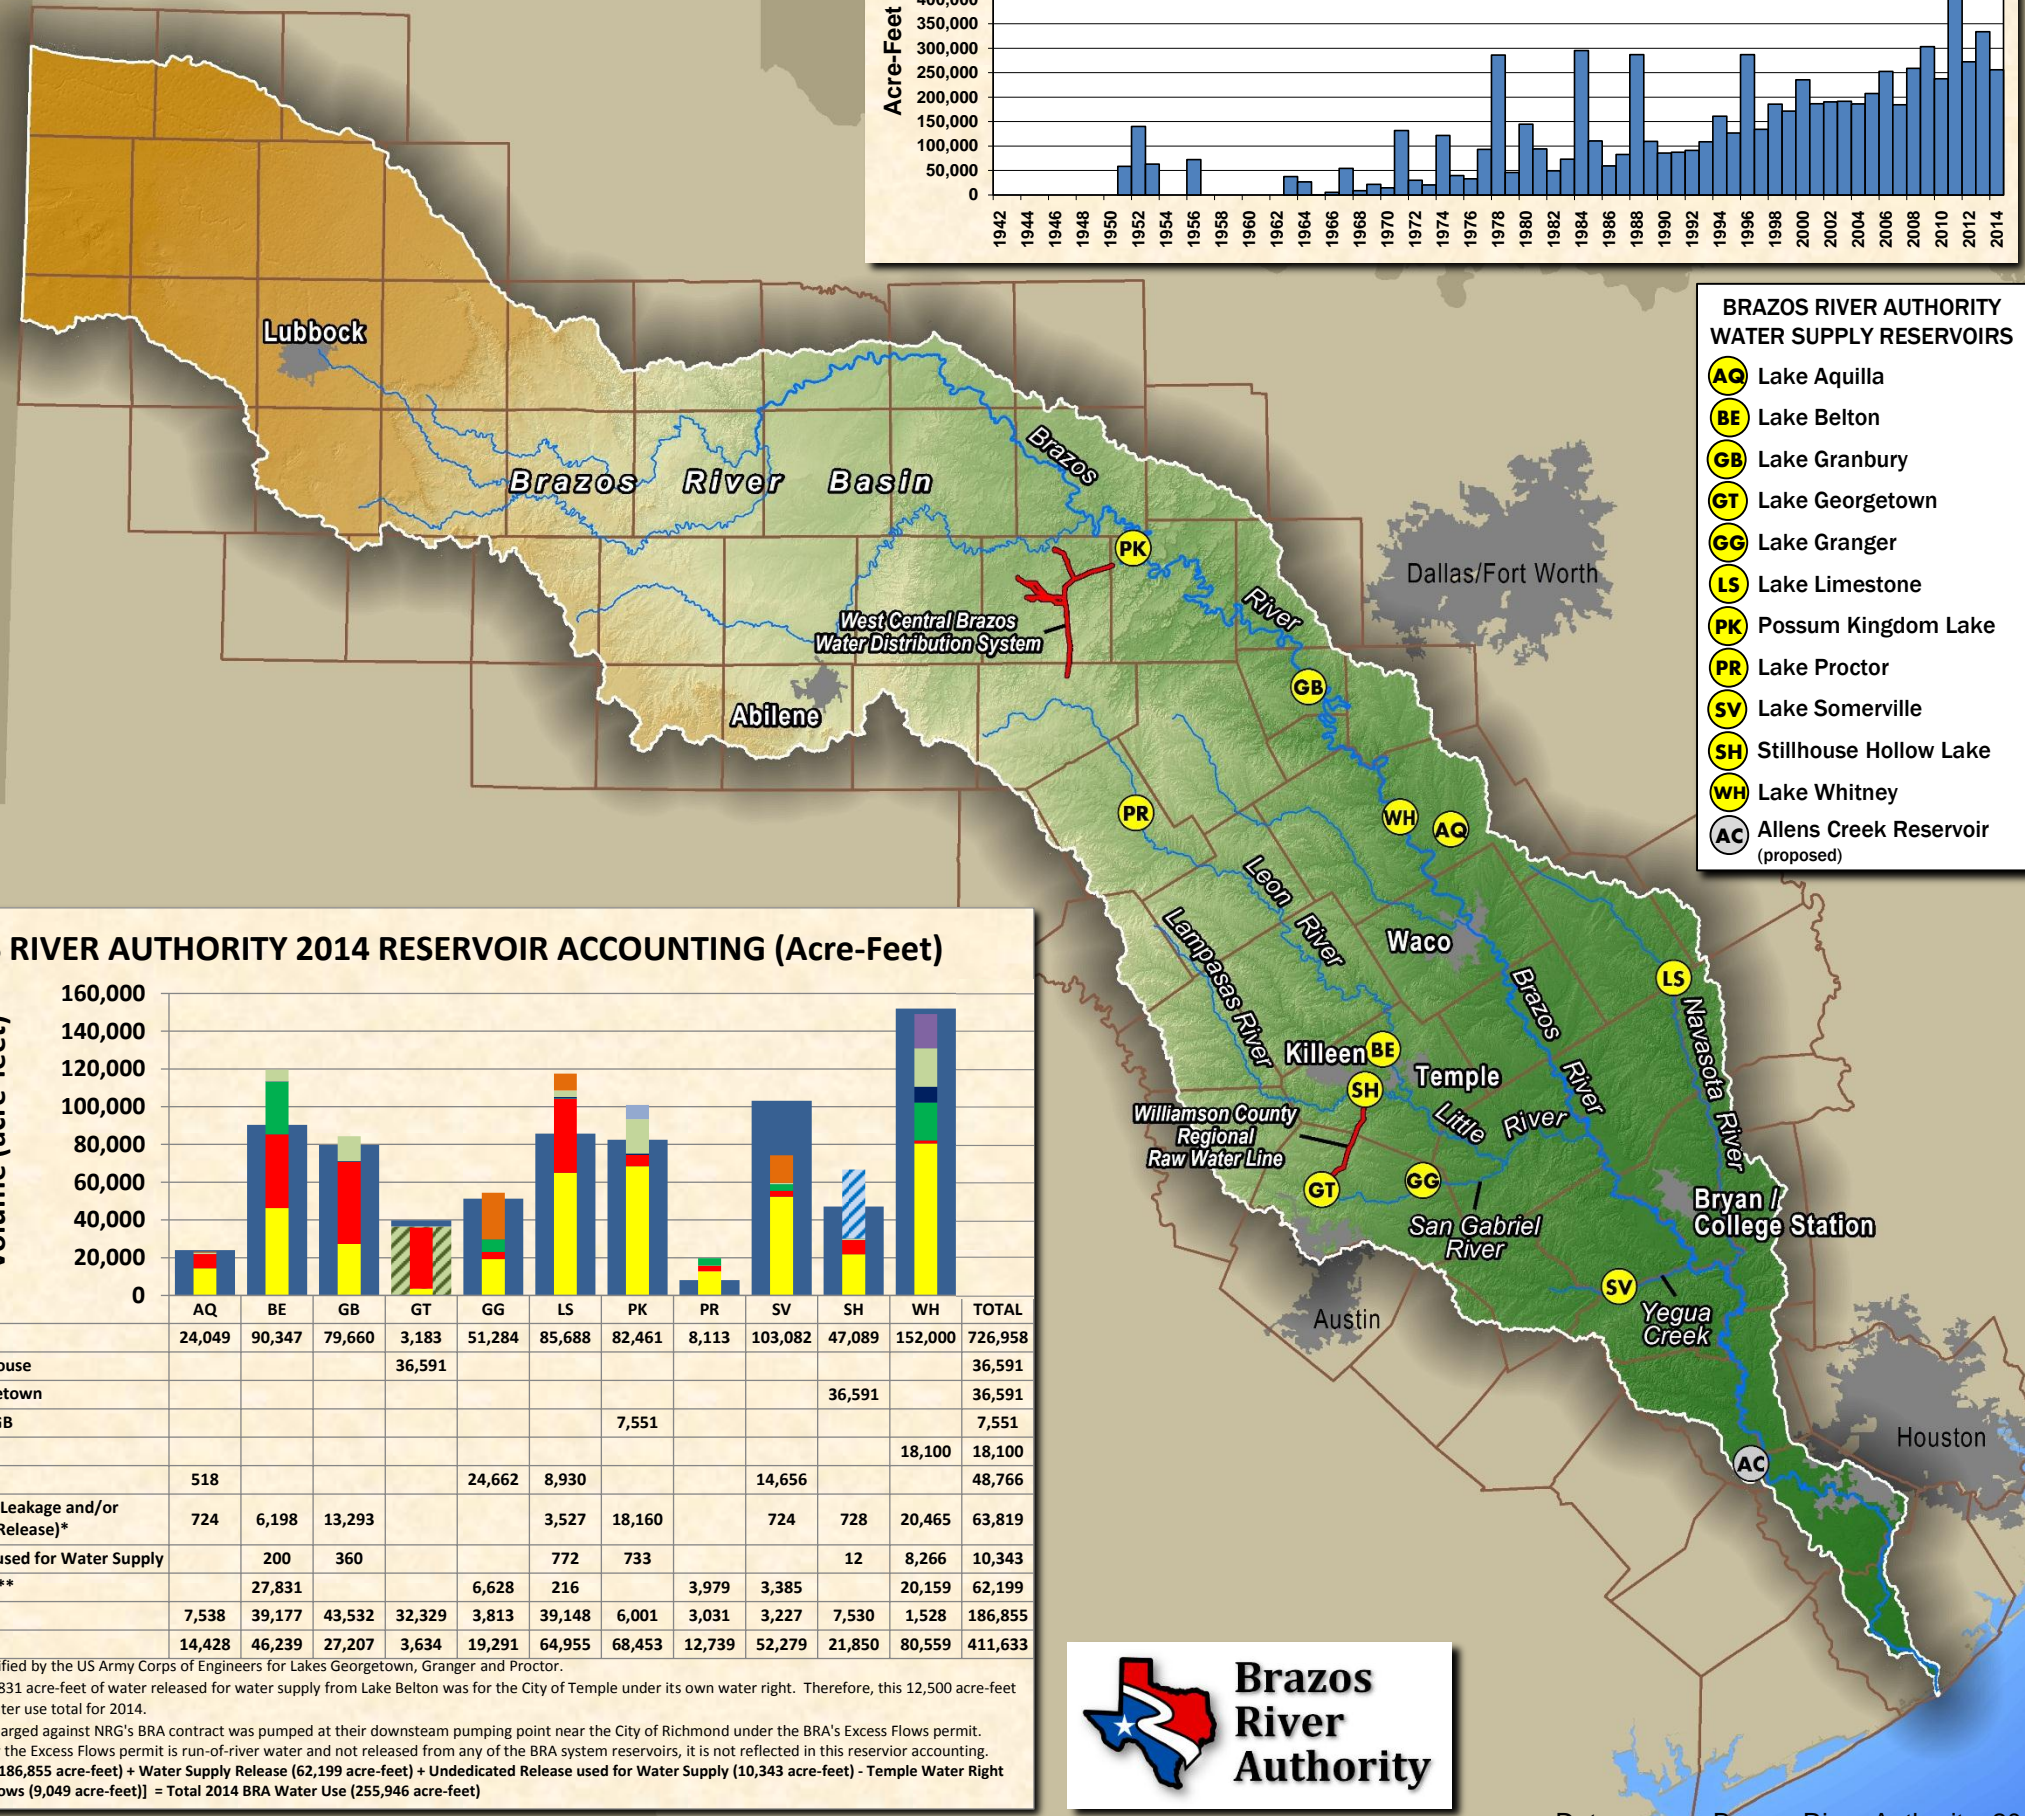 Acre-Feet
400,000
350,000
300,000
250,000
200,000
150,000
100,000
50,000
0
1942 1944 1946 1948 1950 1952 1954 1956 1958 1960 1962 1964 1966 1968 1970 1972 1974 1976 1978 1980 1982 1984 1986 1988 1990 1992 1994 1996 1998 2000 2002 2004 2006 2008 2010 2012 2014
BRAZOS RIVER AUTHORITY
WATER SUPPLY RESERVOIRS
AQ Lake Aquilla
BE Lake Belton
GB Lake Granbury
GT Lake Georgetown
GG Lake Granger
LS Lake Limestone
PK Possum Kingdom Lake
PR Lake Proctor
SV Lake Somerville
SH Stillhouse Hollow Lake
WH Lake Whitney
AC Allens Creek Reservoir
(proposed)
Lubbock
Brazos River Basin
Brazos
River
PK
Dallas/Fort Worth
West Central Brazos
Water Distribution System
GB
Abilene
PR
WH
AQ
Leon
River
Lampasas River
Waco
Brazos
River
LS
Navasota River
Killeen
BE
Temple
SH
Williamson County
Regional
Raw Water Line
Little River
GT
GG
San Gabriel
River
Bryan /
College Station
SV
Yegua
Creek
Austin
Houston
AC
RIVER AUTHORITY 2014 RESERVOIR ACCOUNTING (Acre-Feet)
160,000
140,000
120,000
100,000
80,000
60,000
40,000
20,000
0
AQ BE GB GT GG LS PK PR SV SH WH TOTAL
24,049 90,347 79,660 3,183 51,284 85,688 82,461 8,113 103,082 47,089 152,000 726,958
ouse 36,591 36,591
etown 36,591 36,591
GB 7,551 7,551
18,100 18,100
518 24,662 8,930 14,656 48,766
Leakage and/or
Release)* 724 6,198 13,293 3,527 18,160 724 728 20,465 63,819
used for Water Supply 200 360 772 733 12 8,266 10,343
** 27,831 6,628 216 3,979 3,385 20,159 62,199
7,538 39,177 43,532 32,329 3,813 39,148 6,001 3,031 3,227 7,530 1,528 186,855
14,428 46,239 27,207 3,634 19,291 64,955 68,453 12,739 52,279 21,850 80,559 411,633
ified by the US Army Corps of Engineers for Lakes Georgetown, Granger and Proctor.
831 acre-feet of water released for water supply from Lake Belton was for the City of Temple under its own water right. Therefore, this 12,500 acre-feet
ter use total for 2014.
arged against NRG's BRA contract was pumped at their downsteam pumping point near the City of Richmond under the BRA's Excess Flows permit.
the Excess Flows permit is run-of-river water and not released from any of the BRA system reservoirs, it is not reflected in this reservior accounting.
186,855 acre-feet) + Water Supply Release (62,199 acre-feet) + Undedicated Release used for Water Supply (10,343 acre-feet) - Temple Water Right
ows (9,049 acre-feet)] = Total 2014 BRA Water Use (255,946 acre-feet)
Brazos
River
Authority